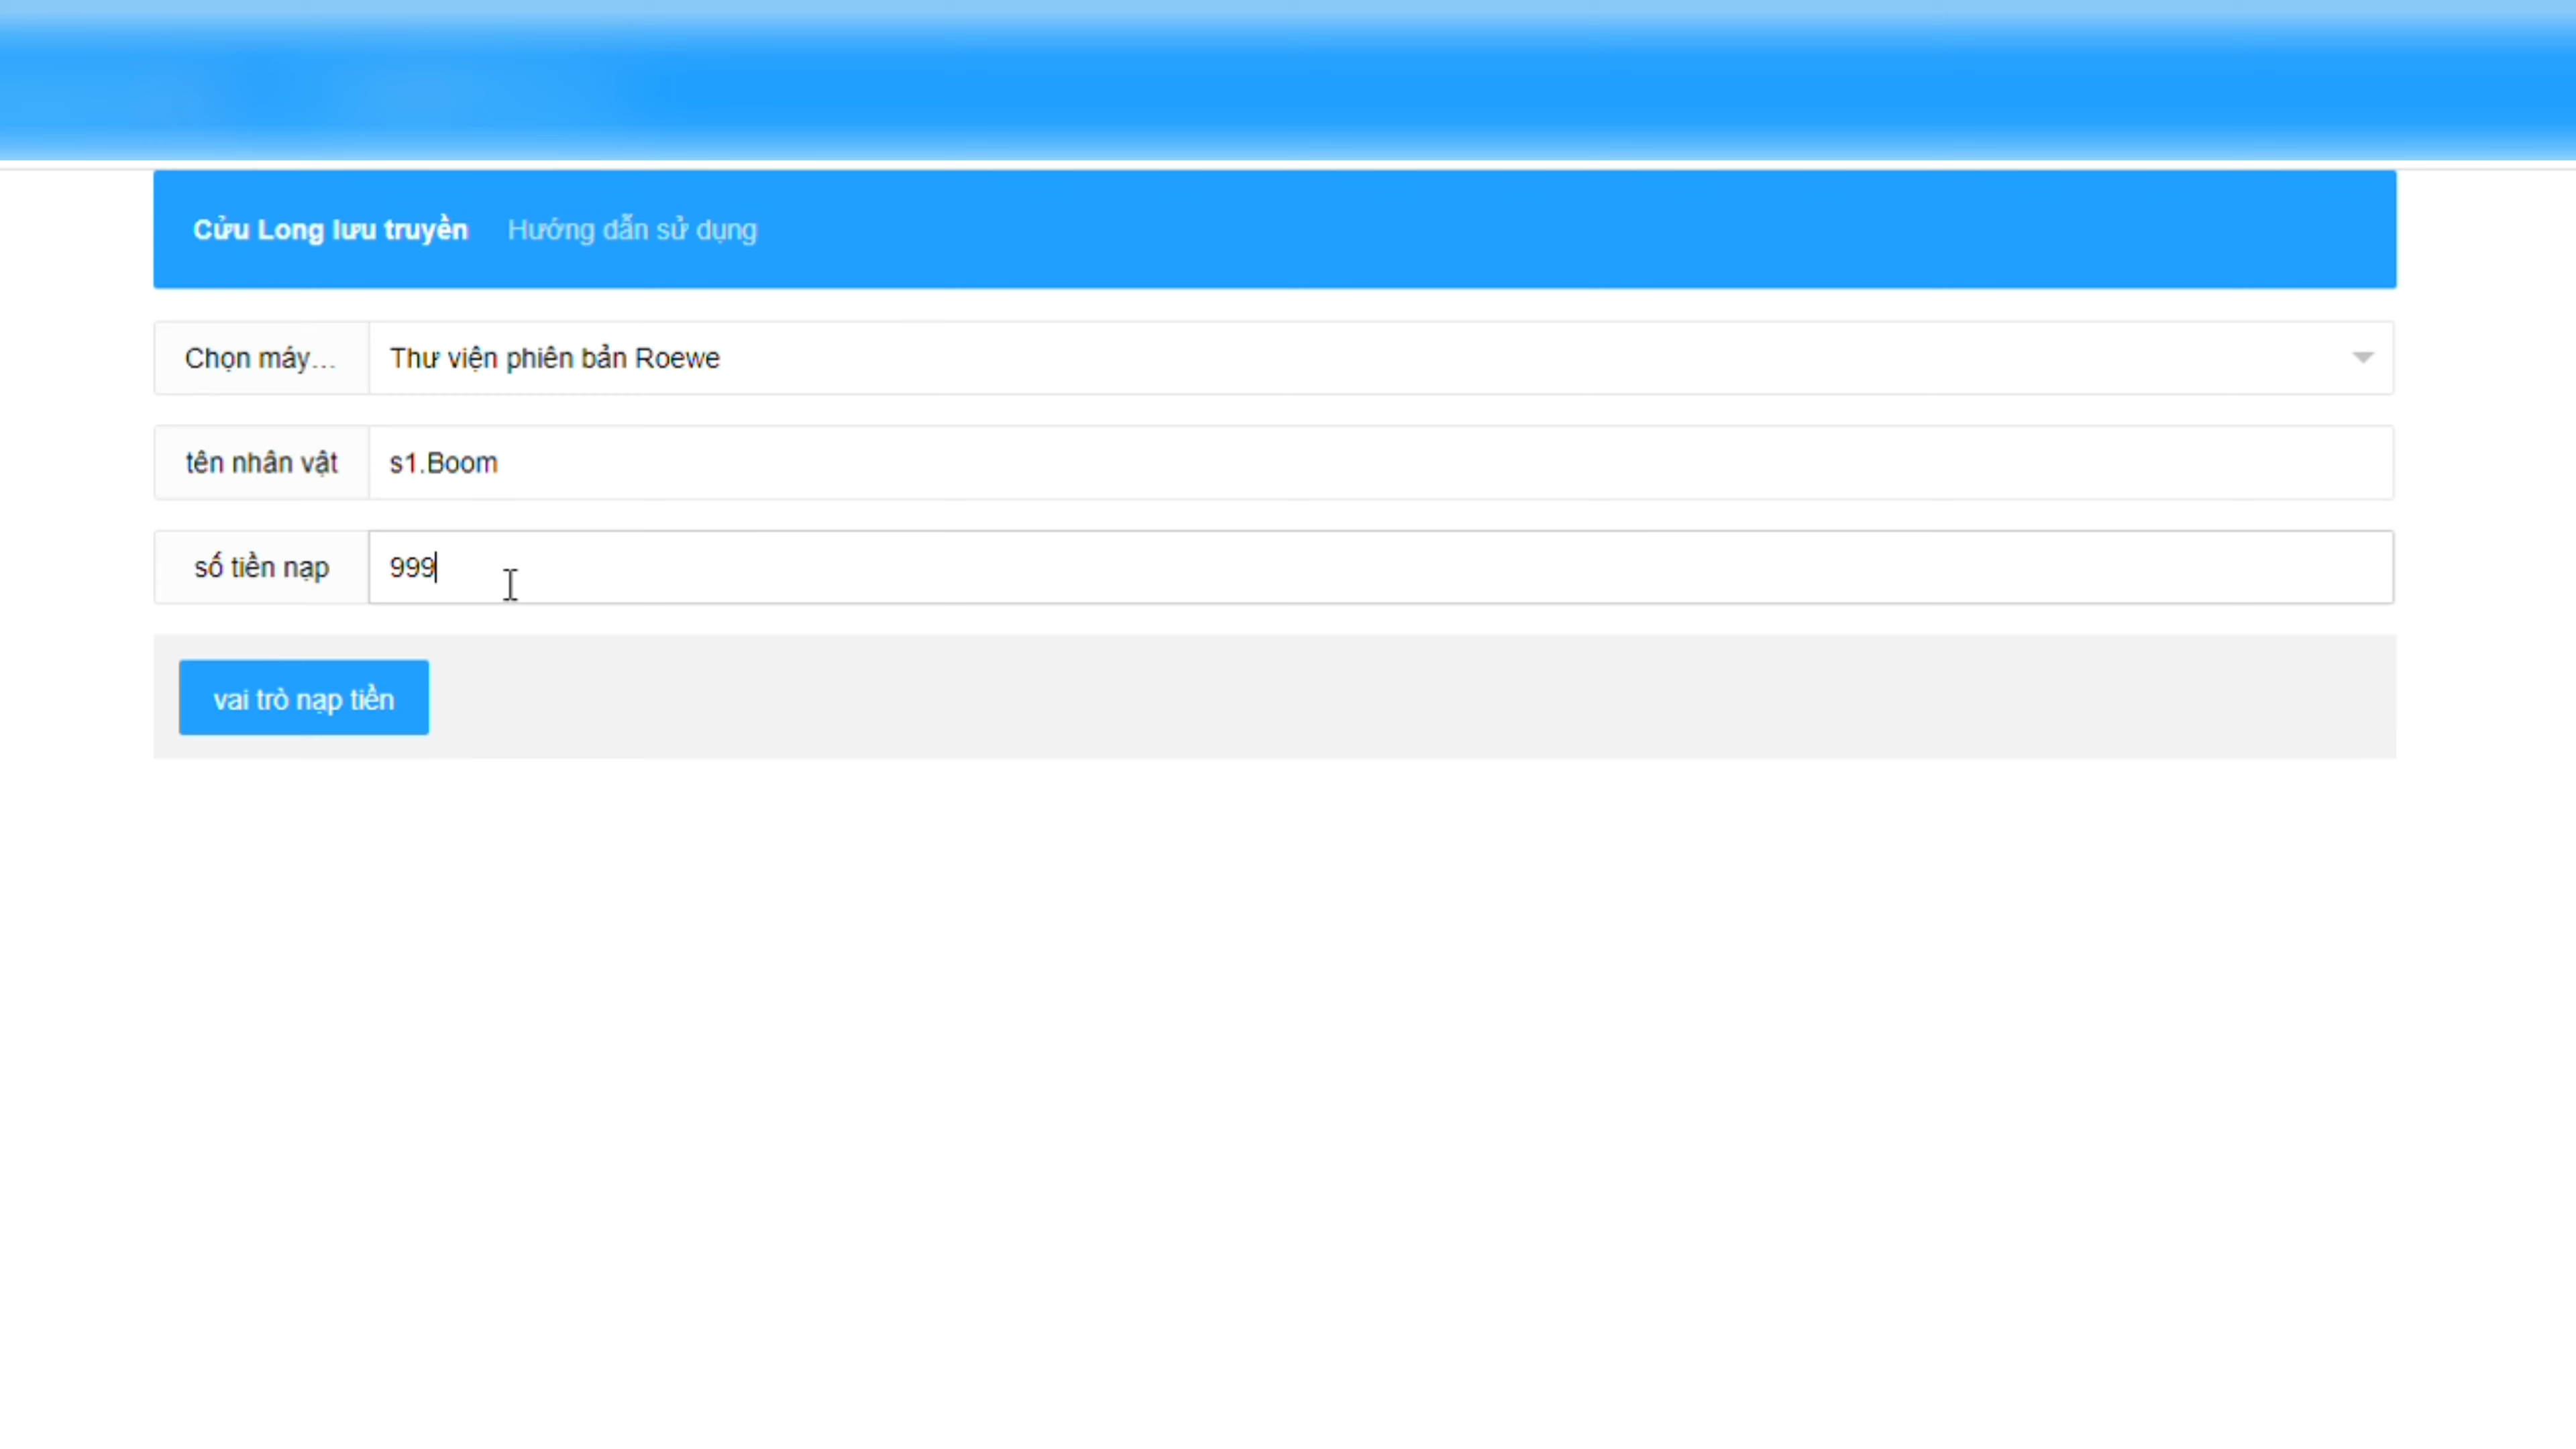 Cửu Long lưu truyền Hướng dẫn sử dụng
Chọn máy... Thư viện phiên bản Roewe
tên nhân vật s1.Boom
số tiền nạp 999
vai trò nạp tiền